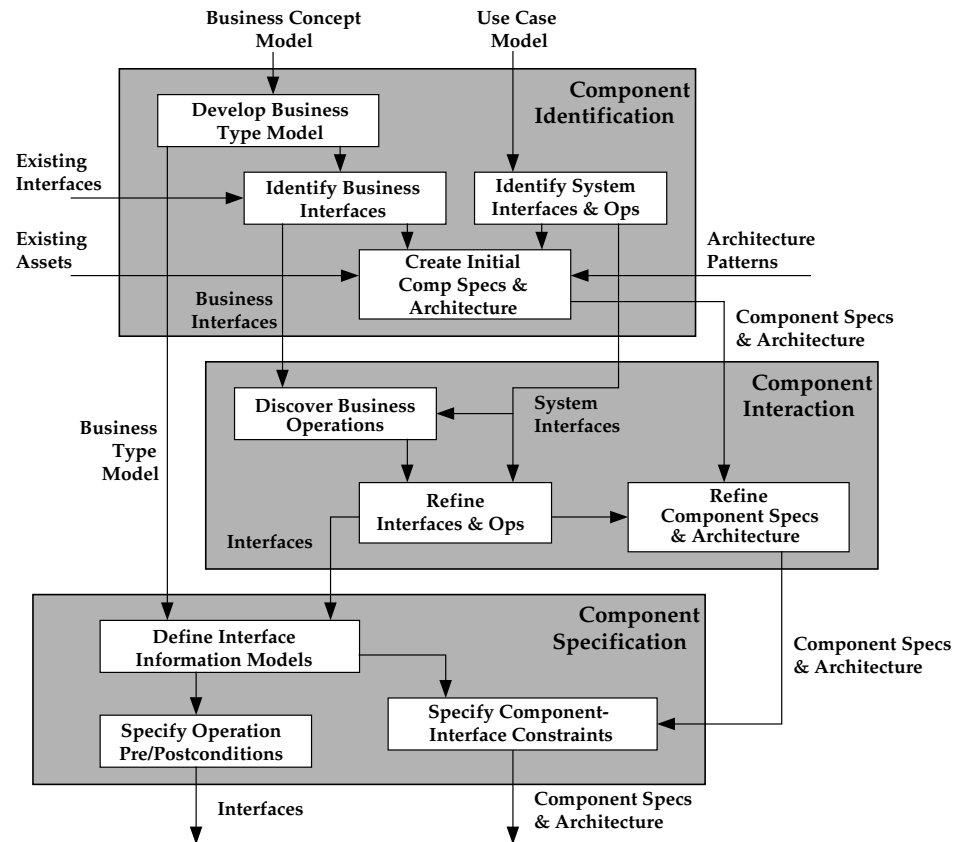 Business Concept
Model
Use Case
Model
Component
Identification
Develop Business
Type Model
Existing
Interfaces
Identify Business
Interfaces
Identify System
Interfaces & Ops
Existing
Assets
Create Initial
Comp Specs &
Architecture
Architecture
Patterns
Business
Interfaces
Component Specs
& Architecture
Component
Interaction
Discover Business
Operations
System
Interfaces
Business
Type
Model
Refine
Interfaces & Ops
Refine
Component Specs
& Architecture
Interfaces
Component
Specification
Define Interface
Information Models
Component Specs
& Architecture
Specify Operation
Pre/Postconditions
Specify Component-
Interface Constraints
Interfaces
Component Specs
& Architecture